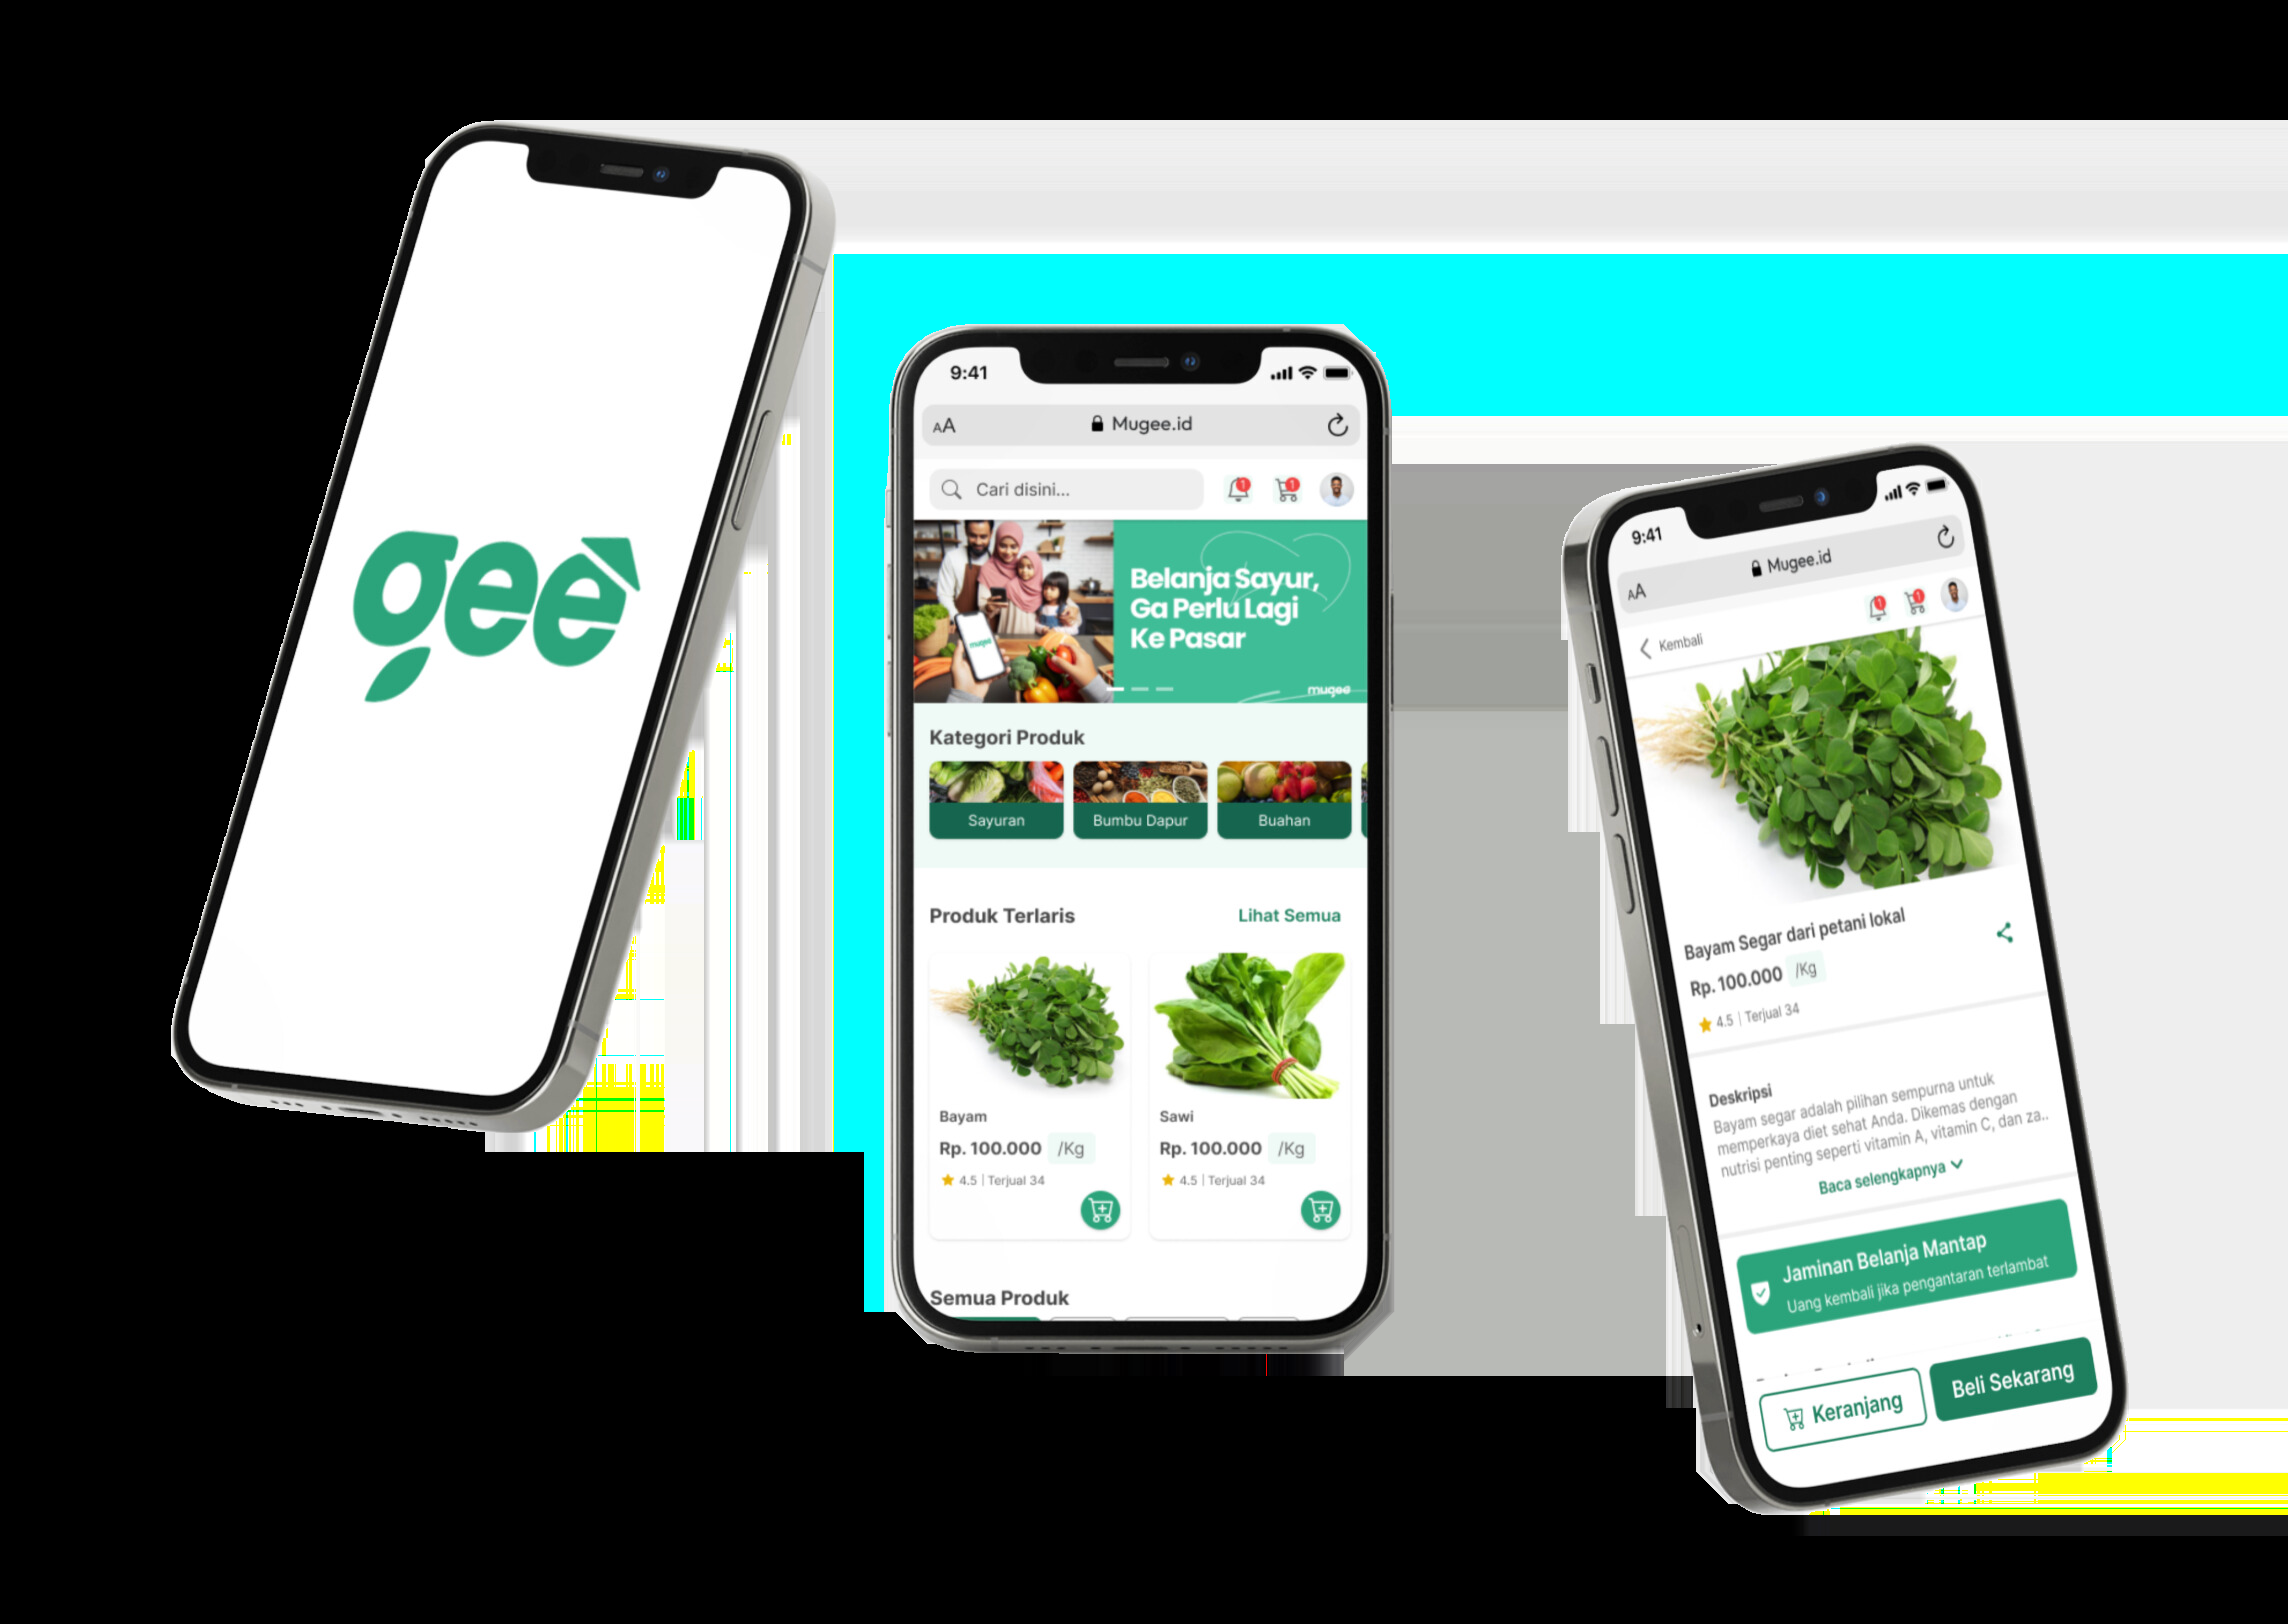 gee
9:41
AA
Mugee.id
Cari disini...
1
1
mugee
Belanja Sayur,
Ga Perlu Lagi
Ke Pasar
mugee
Kategori Produk
Sayuran
Bumbu Dapur
Buahan
Produk Terlaris
Lihat Semua
Bayam
Rp. 100.000 /Kg
4.5 | Terjual 34
Sawi
Rp. 100.000 /Kg
4.5 | Terjual 34
Semua Produk
9:41
AA
Mugee.id
1
1
Kembali
Bayam Segar dari petani lokal
Rp. 100.000 /Kg
4.5 | Terjual 34
Deskripsi
Bayam segar adalah pilihan sempurna untuk
memperkaya diet sehat Anda. Dikemas dengan
nutrisi penting seperti vitamin A, vitamin C, dan za..
Baca selengkapnya
Jaminan Belanja Mantap
Uang kembali jika pengantaran terlambat
Keranjang
Beli Sekarang